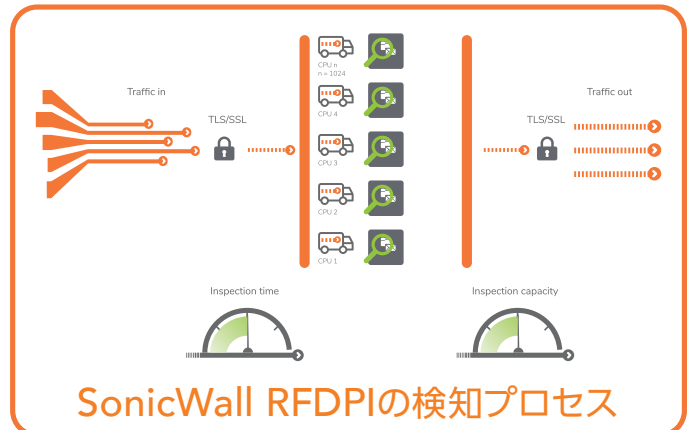 Traffic in
TLS/SSL
CPU n
n = 1024
CPU 4
CPU 3
CPU 2
CPU 1
TLS/SSL
Traffic out
Inspection time
Inspection capacity
SonicWall RFDPIの検知プロセス